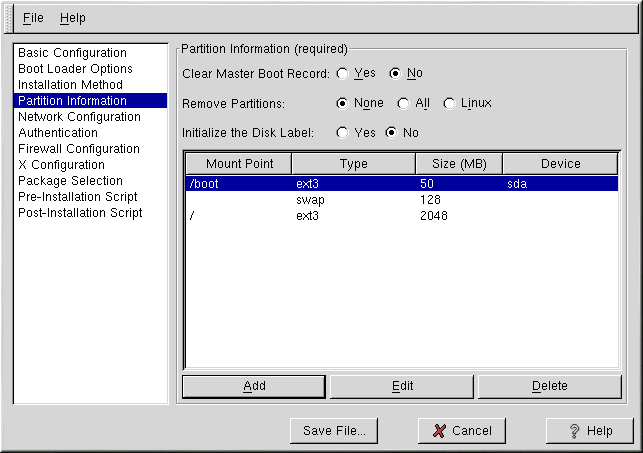 File Help
Basic Configuration
Boot Loader Options
Installation Method
Partition Information
Network Configuration
Authentication
Firewall Configuration
X Configuration
Package Selection
Pre-Installation Script
Post-Installation Script
Partition Information (required)
Clear Master Boot Record: Yes No
Remove Partitions: None All Linux
Initialize the Disk Label: Yes No
Mount Point Type Size (MB) Device
/boot ext3 50 sda
swap 128
/ ext3 2048
Add Edit Delete
Save File... Cancel Help